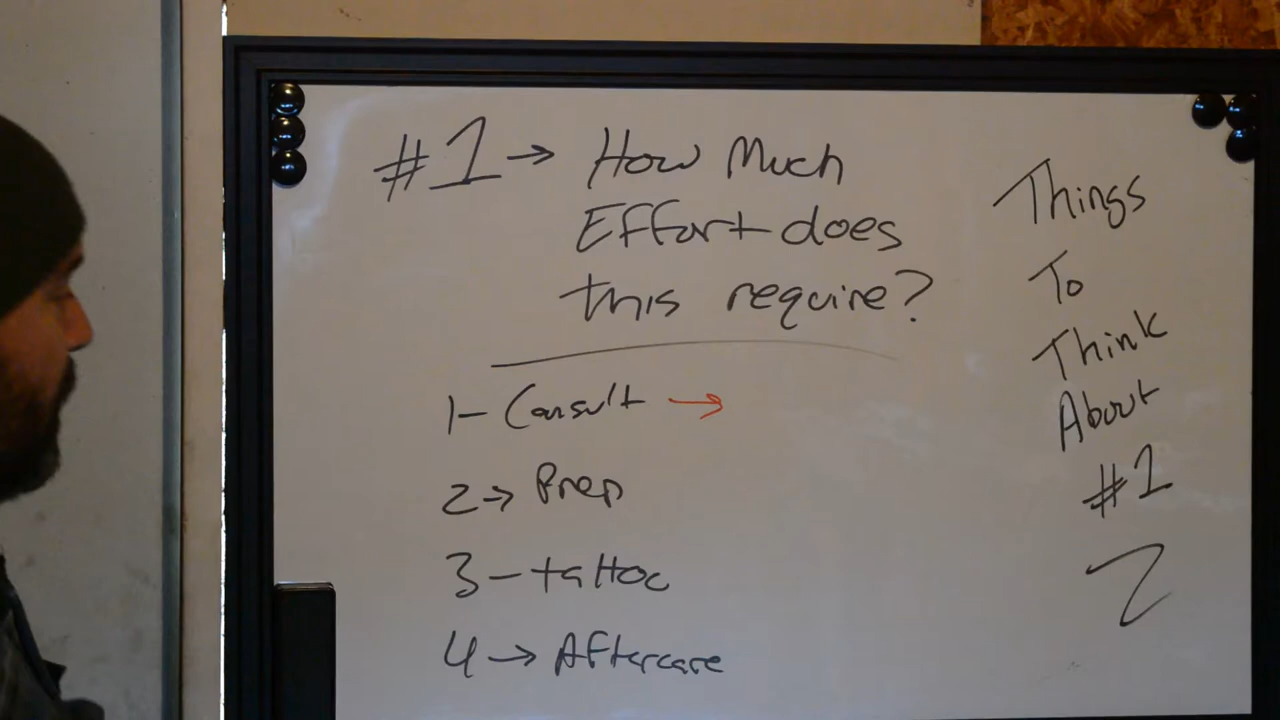 #1 → How Much
Effort does
this require?
1- Consult →
2 → Prep
3 - tattoo
4 → Aftercare
Things
To
Think
About
#1